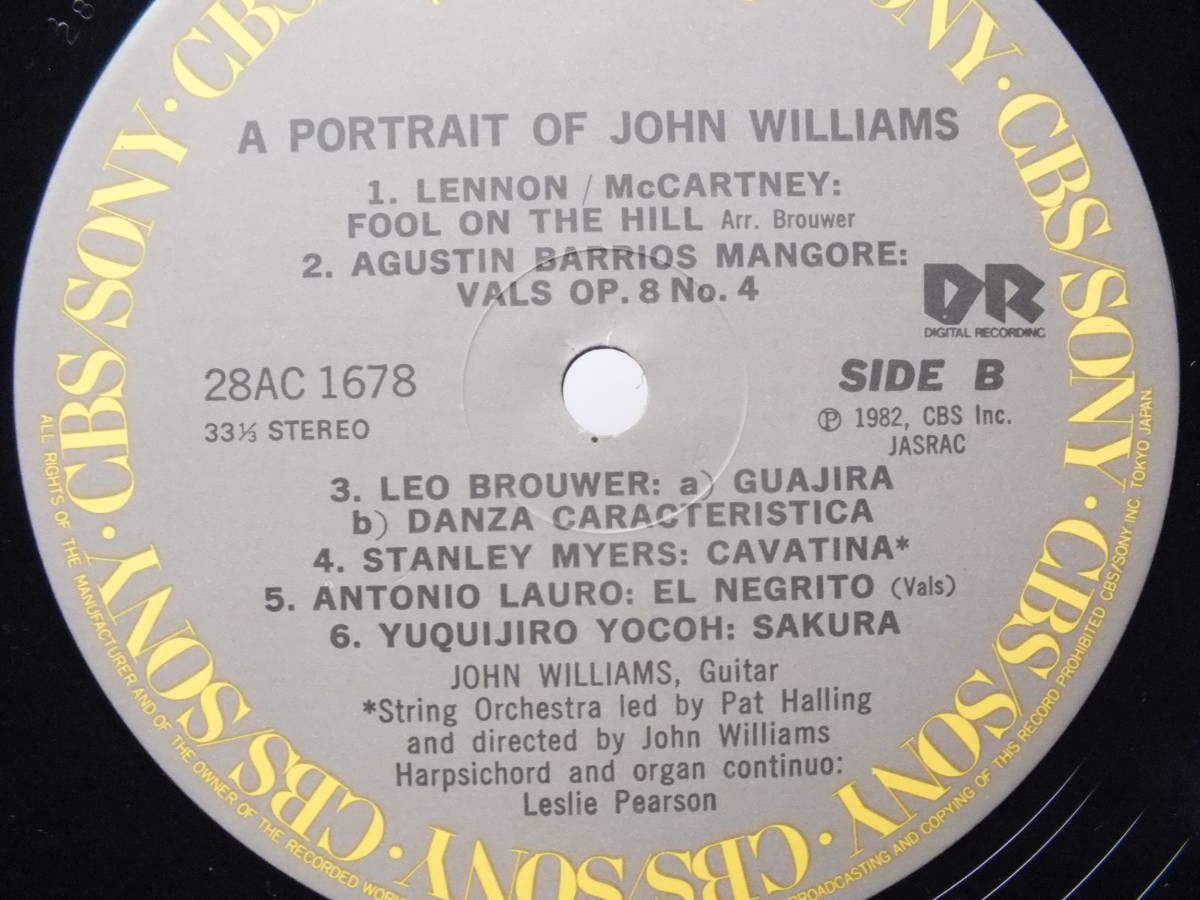 A PORTRAIT OF JOHN WILLIAMS
1. LENNON / McCARTNEY:
FOOL ON THE HILL Arr. Brouwer
2. AGUSTIN BARRIOS MANGORE:
VALS OP. 8 No. 4
DR
DIGITAL RECORDING
28AC 1678
33⅓ STEREO
SIDE B
Ⓟ 1982, CBS Inc.
JASRAC
3. LEO BROUWER: a) GUAJIRA
b) DANZA CARACTERISTICA
4. STANLEY MYERS: CAVATINA*
5. ANTONIO LAURO: EL NEGRITO (Vals)
6. YUQUIJIRO YOCOH: SAKURA
JOHN WILLIAMS, Guitar
*String Orchestra led by Pat Halling
and directed by John Williams
Harpsichord and organ continuo:
Leslie Pearson
CBS/SONY · CBS/SONY · CBS/SONY · CBS/SONY · CBS/SONY · CBS/SONY · CBS
SONY
ALL RIGHTS OF THE MANUFACTURER AND OF THE OWNER OF THE RECORDED WORK
BROADCASTING AND COPYING OF THIS RECORD PROHIBITED CBS/SONY INC. TOKYO JAPAN